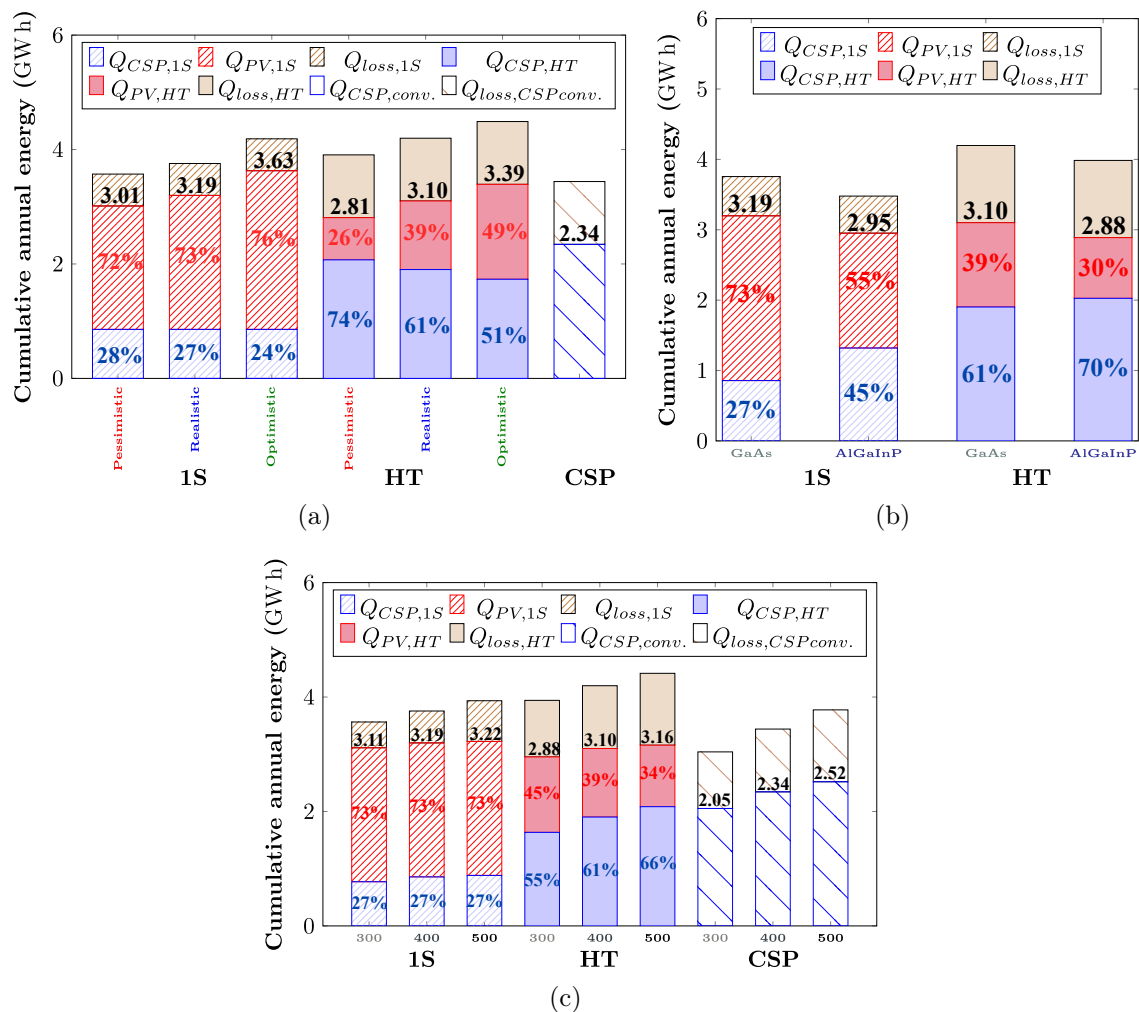 Cumulative annual energy (GWh)
6
4
2
0
Q_CSP,1S Q_PV,1S Q_loss,1S Q_CSP,HT
Q_PV,HT Q_loss,HT Q_CSP,conv. Q_loss,CSPconv.
3.01 3.19 3.63 2.81 3.10 3.39 2.34
72% 73% 76% 26% 39% 49%
28% 27% 24% 74% 61% 51%
Pessimistic Realistic Optimistic Pessimistic Realistic Optimistic
1S HT CSP
(a)
Cumulative annual energy (GWh)
6
5
4
3
2
1
0
Q_CSP,1S Q_PV,1S Q_loss,1S
Q_CSP,HT Q_PV,HT Q_loss,HT
3.19 2.95 3.10 2.88
73% 55% 39% 30%
27% 45% 61% 70%
GaAs AlGaInP GaAs AlGaInP
1S HT
(b)
Cumulative annual energy (GWh)
6
4
2
0
Q_CSP,1S Q_PV,1S Q_loss,1S Q_CSP,HT
Q_PV,HT Q_loss,HT Q_CSP,conv. Q_loss,CSPconv.
3.11 3.19 3.22 2.88 3.10 3.16 2.05 2.34 2.52
73% 73% 73% 45% 39% 34%
27% 27% 27% 55% 61% 66%
300 400 500 300 400 500 300 400 500
1S HT CSP
(c)